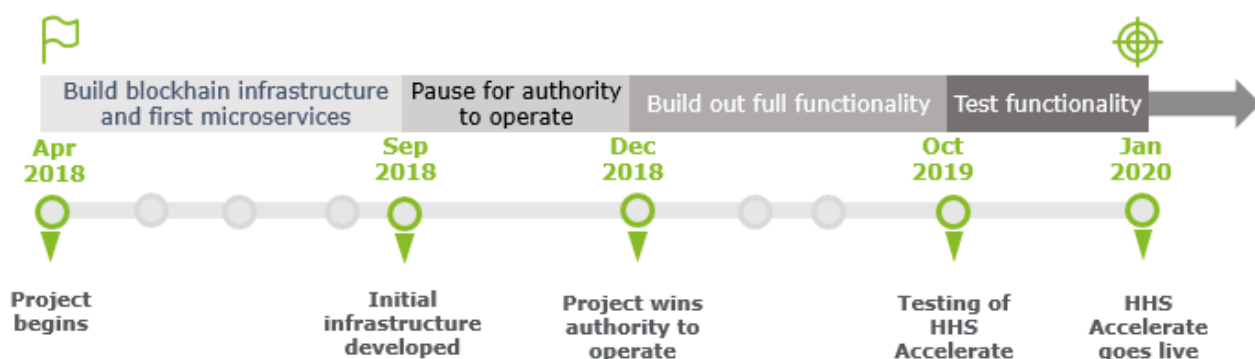 Build blockhain infrastructure
and first microservices
Pause for authority
to operate
Build out full functionality
Test functionality
Apr
2018
Sep
2018
Dec
2018
Oct
2019
Jan
2020
Project
begins
Initial
infrastructure
developed
Project wins
authority to
operate
Testing of
HHS
Accelerate
HHS
Accelerate
goes live